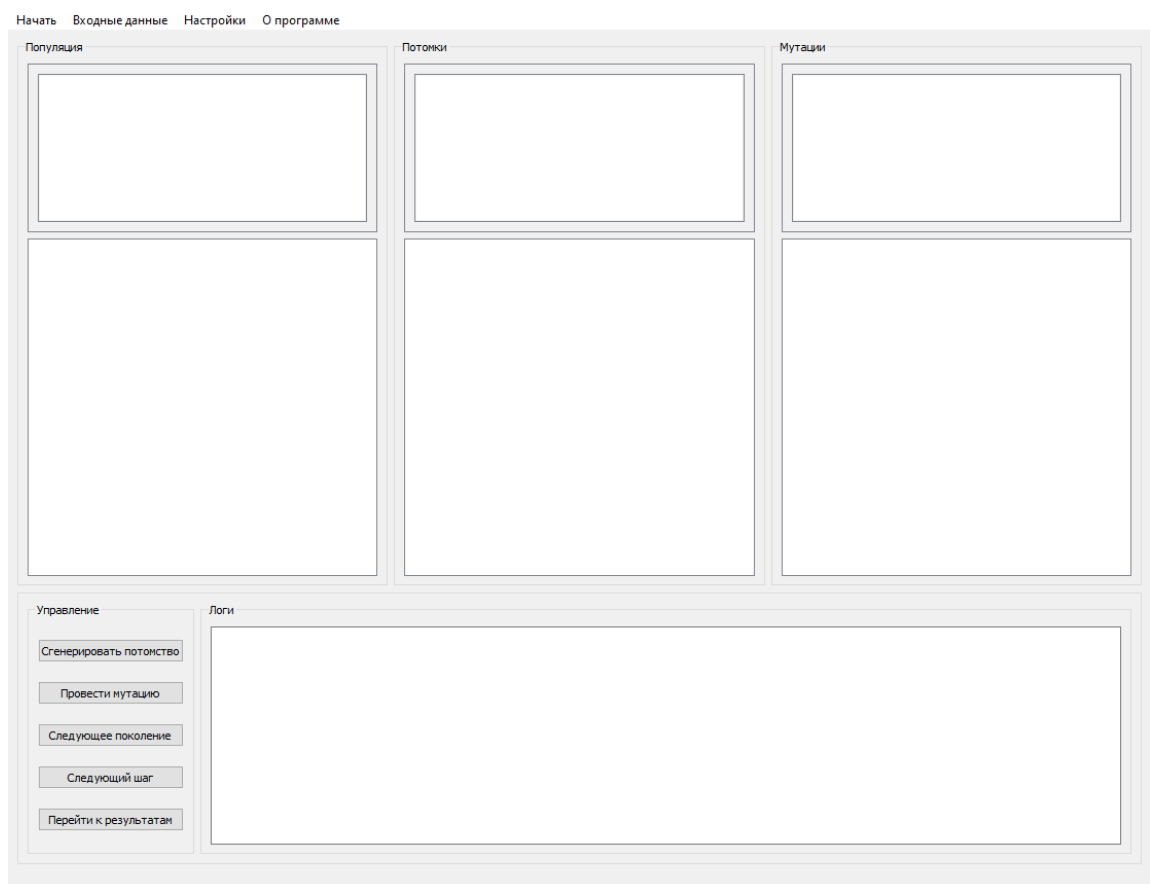 Начать Входные данные Настройки О программе
Популяция
Потомки
Мутации
Управление
Сгенерировать потомство
Провести мутацию
Следующее поколение
Следующий шаг
Перейти к результатам
Логи